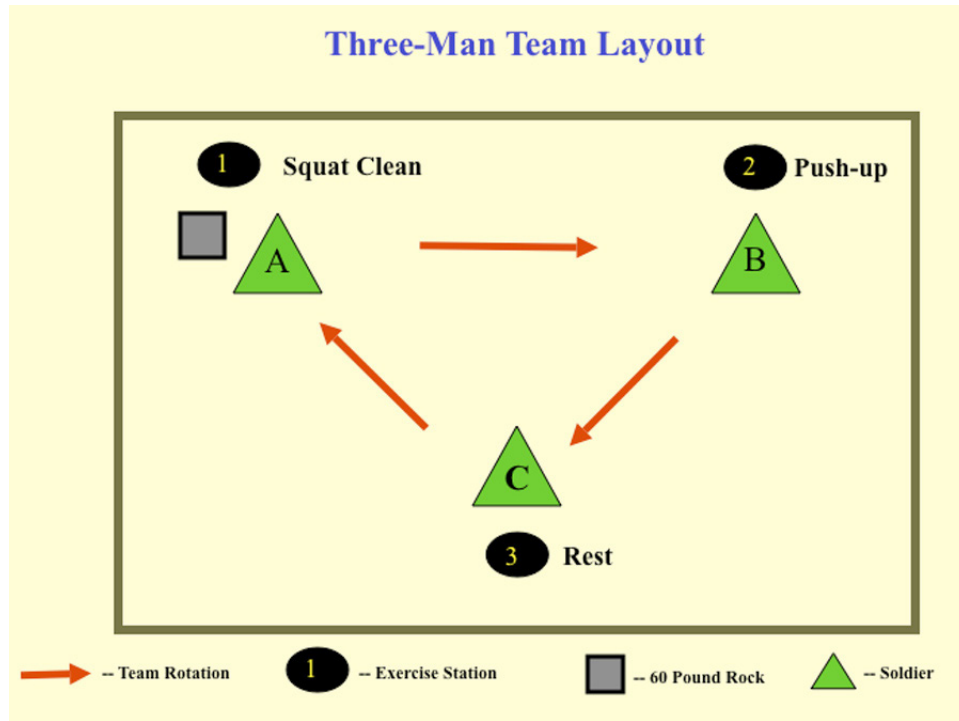 Three-Man Team Layout
1 Squat Clean
2 Push-up
A
B
C
3 Rest
-- Team Rotation
1 -- Exercise Station
-- 60 Pound Rock
-- Soldier